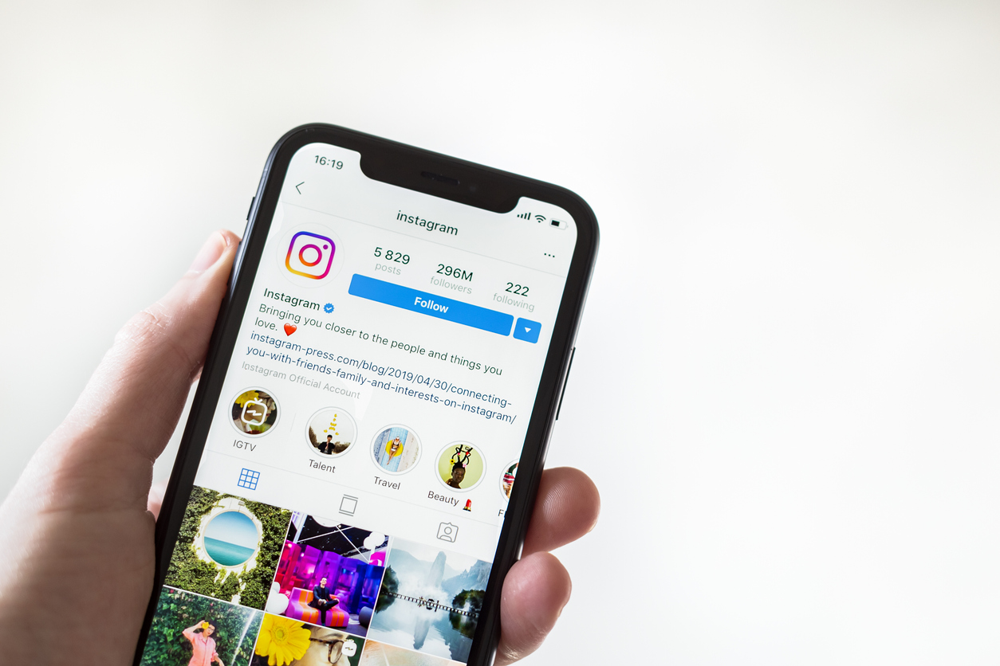 16:19
instagram
5 829
posts
296M
followers
222
following
Follow
Instagram
Bringing you closer to the people and things you
love. ❤️
instagram-press.com/blog/2019/04/30/connecting-
you-with-friends-family-and-interests-on-instagram/
Instagram Official Account
IGTV
Talent
Travel
Beauty 💄
F